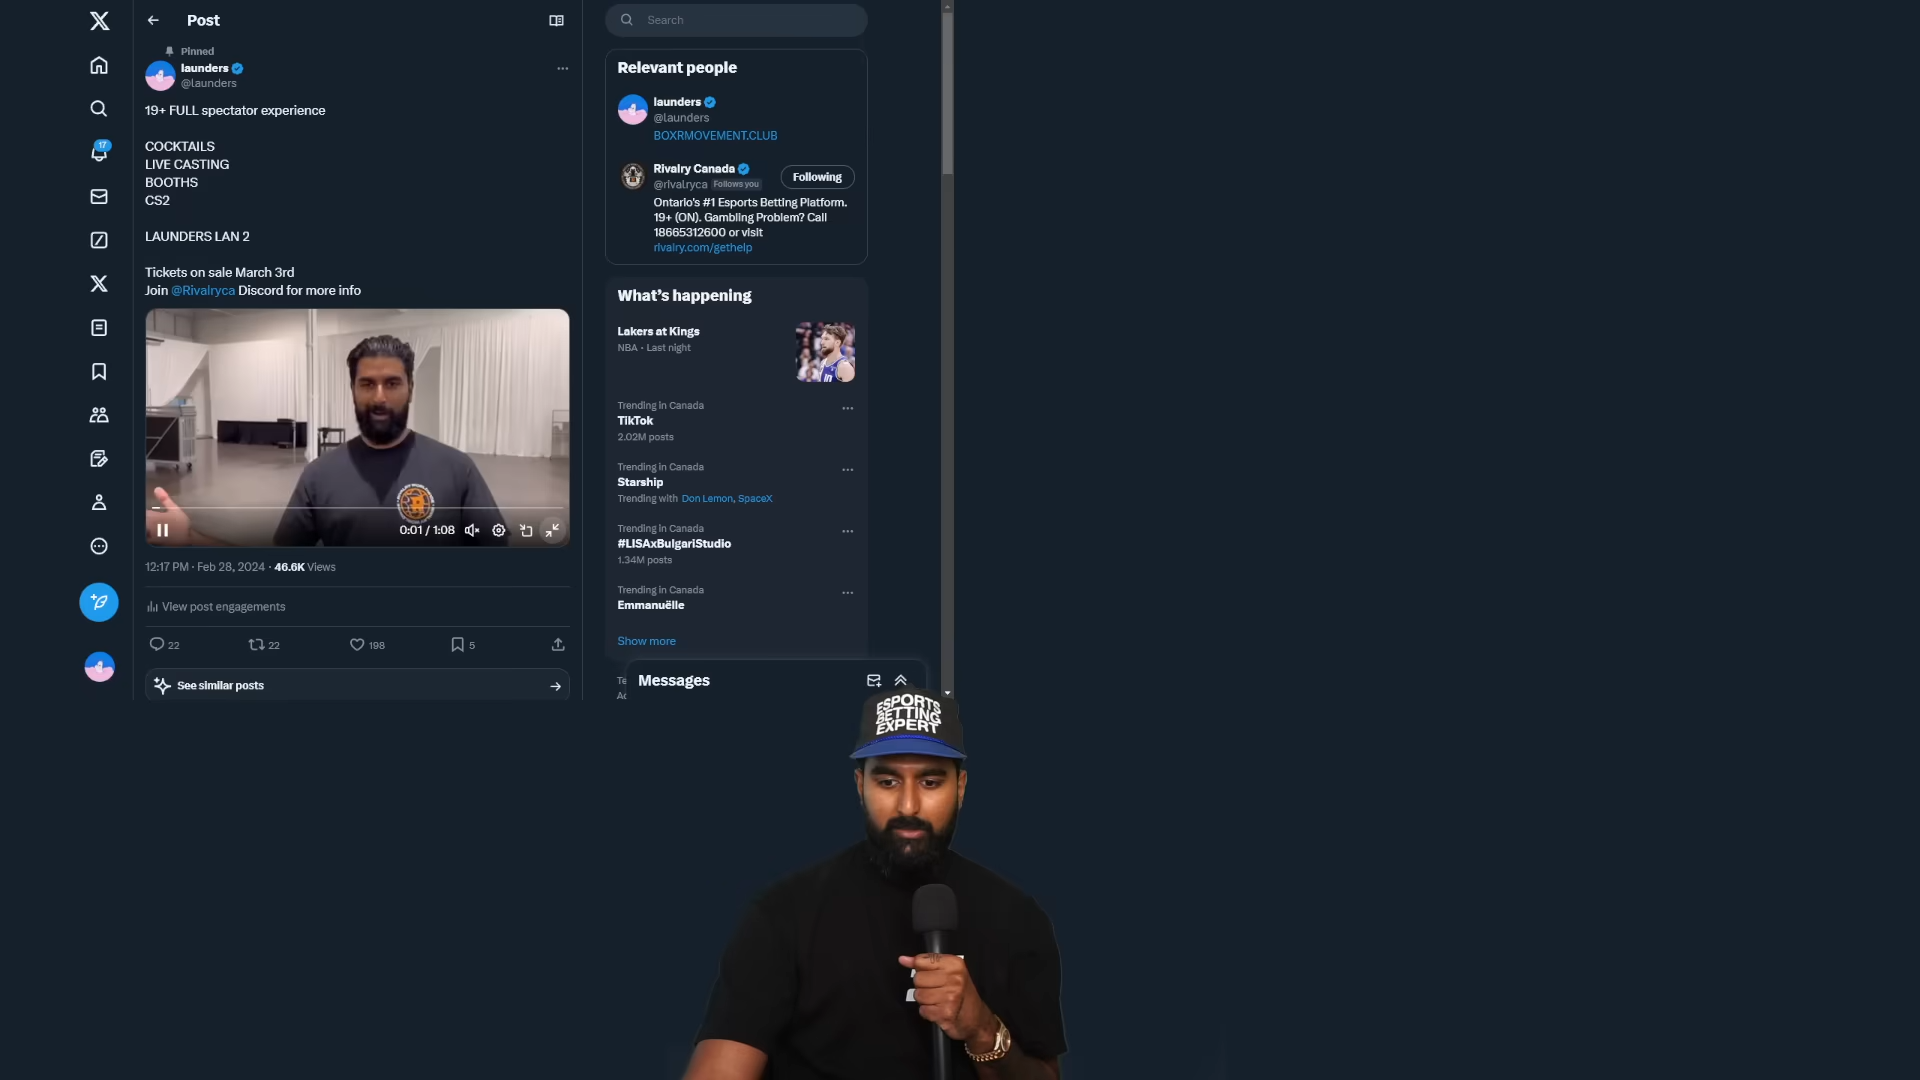 Post
Pinned
launders
@launders
19+ FULL spectator experience
COCKTAILS
LIVE CASTING
BOOTHS
CS2
LAUNDERS LAN 2
Tickets on sale March 3rd
Join @Rivalryca Discord for more info
0:01 / 1:08
12:17 PM · Feb 28, 2024 · 46.6K Views
View post engagements
22
22
198
5
See similar posts
17
Search
Relevant people
launders
@launders
BOXRMOVEMENT.CLUB
Rivalry Canada
@rivalryca Follows you
Following
Ontario's #1 Esports Betting Platform.
19+ (ON). Gambling Problem? Call
18665312600 or visit
rivalry.com/gethelp
What's happening
Lakers at Kings
NBA · Last night
Trending in Canada
TikTok
2.02M posts
Trending in Canada
Starship
Trending with Don Lemon, SpaceX
Trending in Canada
#LISAxBulgariStudio
1.34M posts
Trending in Canada
Emmanuëlle
Show more
Messages
ESPORTS
BETTING
EXPERT